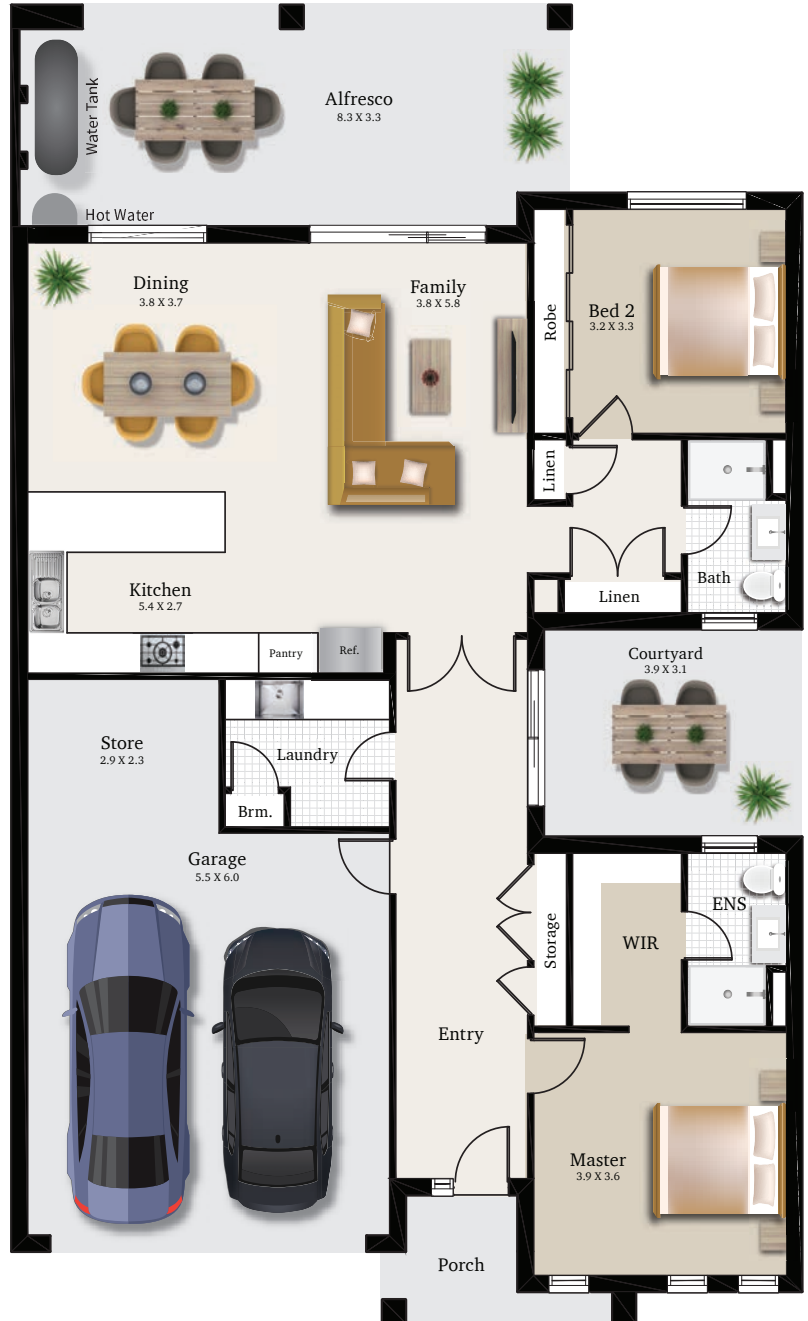 Water Tank
Alfresco
8.3 X 3.3
Hot Water
Dining
3.8 X 3.7
Family
3.8 X 5.8
Robe
Bed 2
3.2 X 3.3
Linen
Kitchen
5.4 X 2.7
Linen
Bath
Pantry
Ref.
Courtyard
3.9 X 3.1
Store
2.9 X 2.3
Laundry
Brm.
Garage
5.5 X 6.0
Storage
WIR
ENS
Entry
Master
3.9 X 3.6
Porch